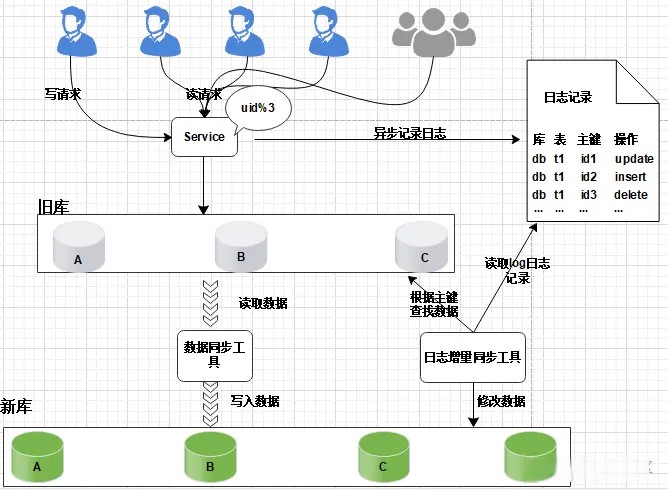 写请求
读请求
uid%3
Service
异步记录日志
日志记录
库 表 主键 操作
db t1 id1 update
db t1 id2 insert
db t1 id3 delete
... ... ... ...
旧库
A
B
C
读取log日志
记录
读取数据
根据主键
查找数据
数据同步工
具
日志增量同步工具
写入数据
修改数据
新库
A
B
C